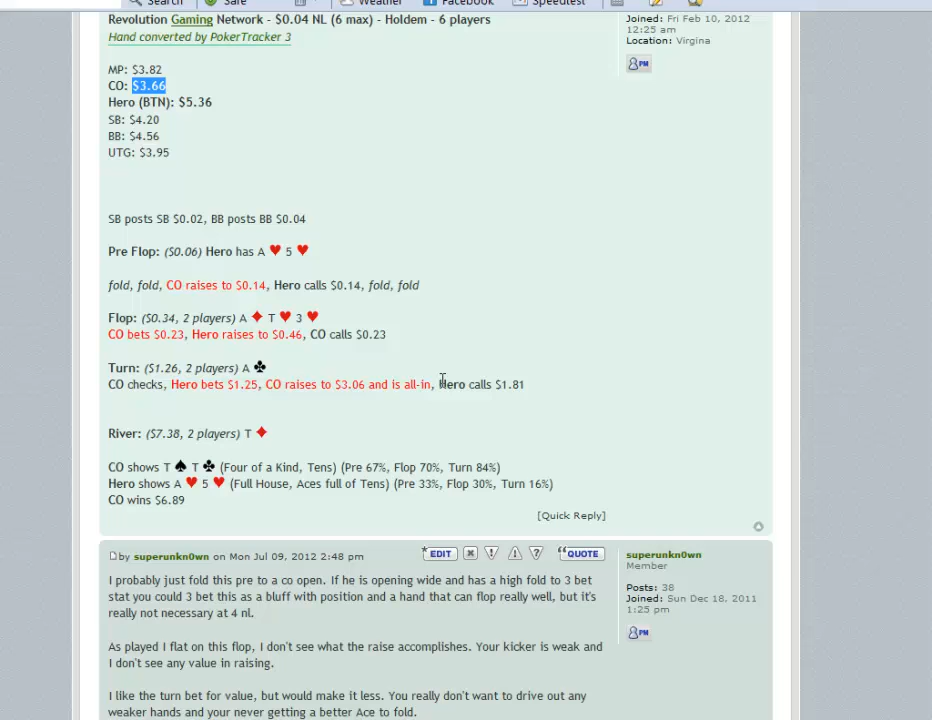 Search Safe Weather Facebook Speedtest
Revolution Gaming Network - $0.04 NL (6 max) - Holdem - 6 players
Hand converted by PokerTracker 3
Joined: Fri Feb 10, 2012
12:25 am
Location: Virgina
PM
MP: $3.82
CO: $3.66
Hero (BTN): $5.36
SB: $4.20
BB: $4.56
UTG: $3.95
SB posts SB $0.02, BB posts BB $0.04
Pre Flop: ($0.06) Hero has A ♥ 5 ♥
fold, fold, CO raises to $0.14, Hero calls $0.14, fold, fold
Flop: ($0.34, 2 players) A ♦ T ♥ 3 ♥
CO bets $0.23, Hero raises to $0.46, CO calls $0.23
Turn: ($1.26, 2 players) A ♣
CO checks, Hero bets $1.25, CO raises to $3.06 and is all-in, Hero calls $1.81
River: ($7.38, 2 players) T ♦
CO shows T ♠ T ♣ (Four of a Kind, Tens) (Pre 67%, Flop 70%, Turn 84%)
Hero shows A ♥ 5 ♥ (Full House, Aces full of Tens) (Pre 33%, Flop 30%, Turn 16%)
CO wins $6.89
[Quick Reply]
by superunkn0wn on Mon Jul 09, 2012 2:48 pm
EDIT X ! ! ? QUOTE
superunkn0wn
Member
Posts: 38
Joined: Sun Dec 18, 2011
1:25 pm
PM
I probably just fold this pre to a co open. If he is opening wide and has a high fold to 3 bet
stat you could 3 bet this as a bluff with position and a hand that can flop really well, but it's
really not necessary at 4 nl.
As played I flat on this flop, I don't see what the raise accomplishes. Your kicker is weak and
I don't see any value in raising.
I like the turn bet for value, but would make it less. You really don't want to drive out any
weaker hands and your never getting a better Ace to fold.